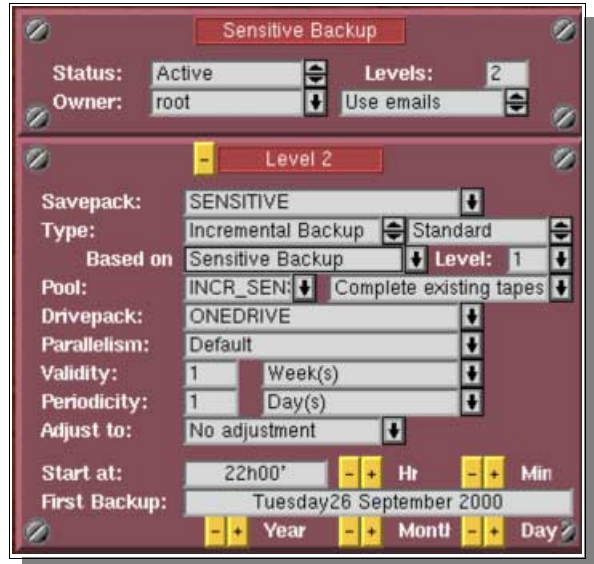 Sensitive Backup
Status: Active Levels: 2
Owner: root Use emails
- Level 2
Savepack: SENSITIVE
Type: Incremental Backup Standard
Based on Sensitive Backup Level: 1
Pool: INCR_SEN Complete existing tapes
Drivepack: ONEDRIVE
Parallelism: Default
Validity: 1 Week(s)
Periodicity: 1 Day(s)
Adjust to: No adjustment
Start at: 22h00' - + Hr - + Min
First Backup: Tuesday26 September 2000
- + Year - + Month - + Day